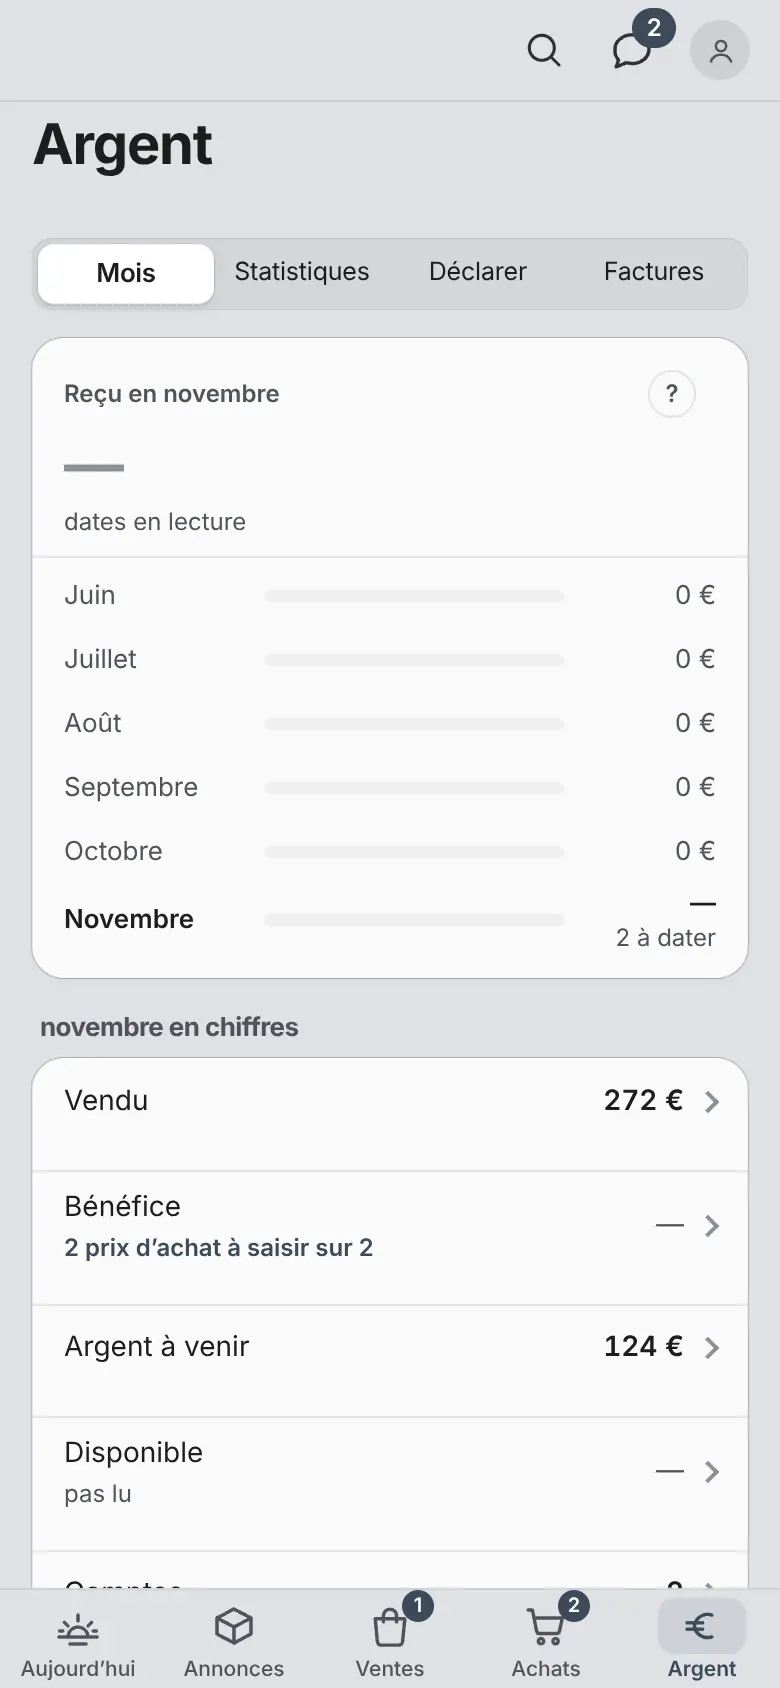 2
Argent
Mois
Statistiques
Déclarer
Factures
Reçu en novembre
?
—
dates en lecture
Juin 0 €
Juillet 0 €
Août 0 €
Septembre 0 €
Octobre 0 €
Novembre —
2 à dater
novembre en chiffres
Vendu 272 €
Bénéfice —
2 prix d’achat à saisir sur 2
Argent à venir 124 €
Disponible —
pas lu
Comptes
1
2
Aujourd’hui
Annonces
Ventes
Achats
Argent